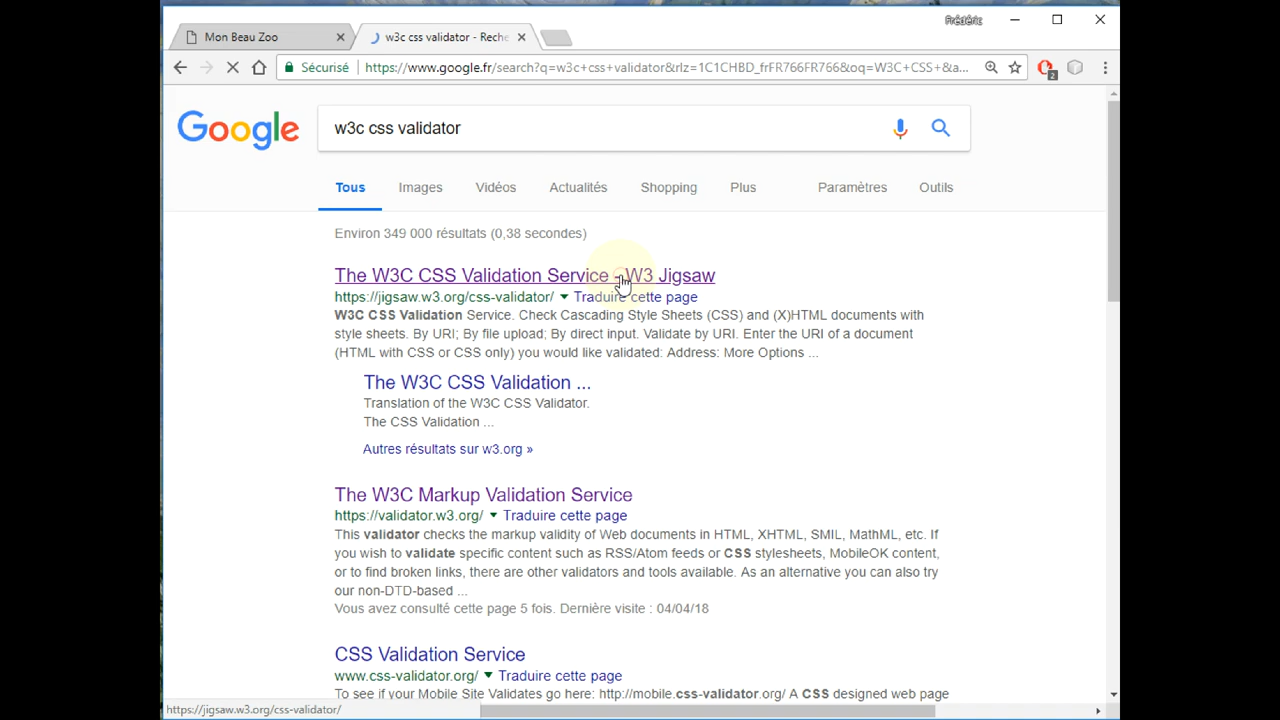 Frédéric
Mon Beau Zoo
w3c css validator - Reche
Sécurisé
https://www.google.fr/search?q=w3c+css+validator&rlz=1C1CHBD_frFR766FR766&oq=W3C+CSS+&a...
2
Google
w3c css validator
Tous Images Vidéos Actualités Shopping Plus Paramètres Outils
Environ 349 000 résultats (0,38 secondes)
The W3C CSS Validation Service - W3 Jigsaw
https://jigsaw.w3.org/css-validator/ Traduire cette page
W3C CSS Validation Service. Check Cascading Style Sheets (CSS) and (X)HTML documents with
style sheets. By URI; By file upload; By direct input. Validate by URI. Enter the URI of a document
(HTML with CSS or CSS only) you would like validated: Address: More Options ...
The W3C CSS Validation ...
Translation of the W3C CSS Validator.
The CSS Validation ...
Autres résultats sur w3.org »
The W3C Markup Validation Service
https://validator.w3.org/ Traduire cette page
This validator checks the markup validity of Web documents in HTML, XHTML, SMIL, MathML, etc. If
you wish to validate specific content such as RSS/Atom feeds or CSS stylesheets, MobileOK content,
or to find broken links, there are other validators and tools available. As an alternative you can also try
our non-DTD-based ...
Vous avez consulté cette page 5 fois. Dernière visite : 04/04/18
CSS Validation Service
www.css-validator.org/ Traduire cette page
To see if your Mobile Site Validates go here: http://mobile.css-validator.org/ A CSS designed web page
https://jigsaw.w3.org/css-validator/